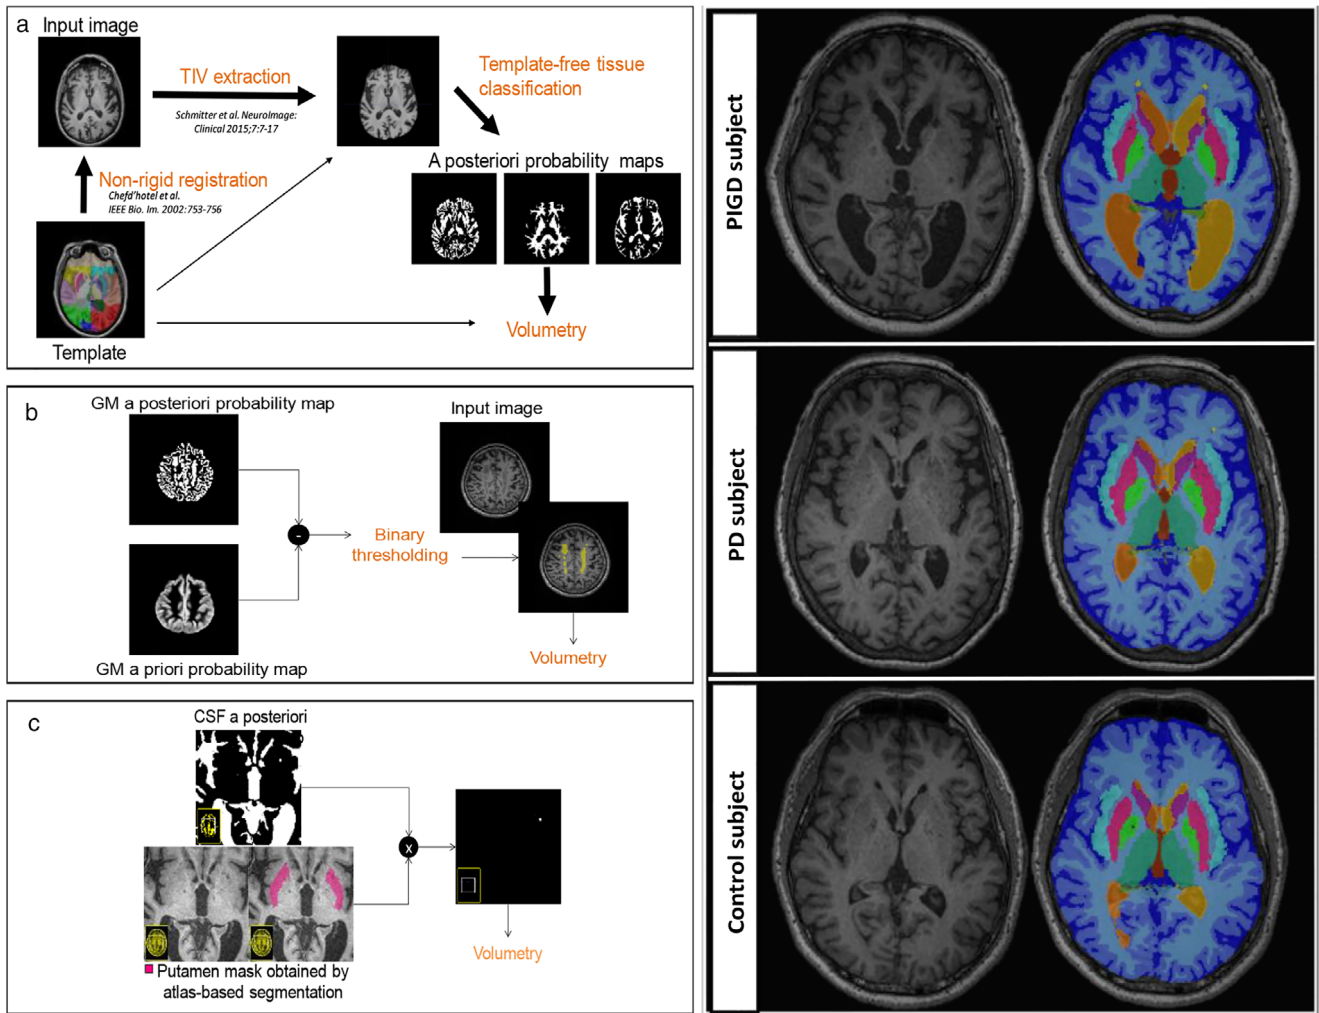 a
Input image
TIV extraction
Schmitter et al. NeuroImage:
Clinical 2015;7:7-17
Template-free tissue
classification
Non-rigid registration
Chefd'hotel et al.
IEEE Bio. Im. 2002:753-756
A posteriori probability maps
Volumetry
Template
b
GM a posteriori probability map
Input image
-
Binary
thresholding
GM a priori probability map
Volumetry
c
CSF a posteriori
x
Putamen mask obtained by
atlas-based segmentation
Volumetry
PIGD subject
PD subject
Control subject